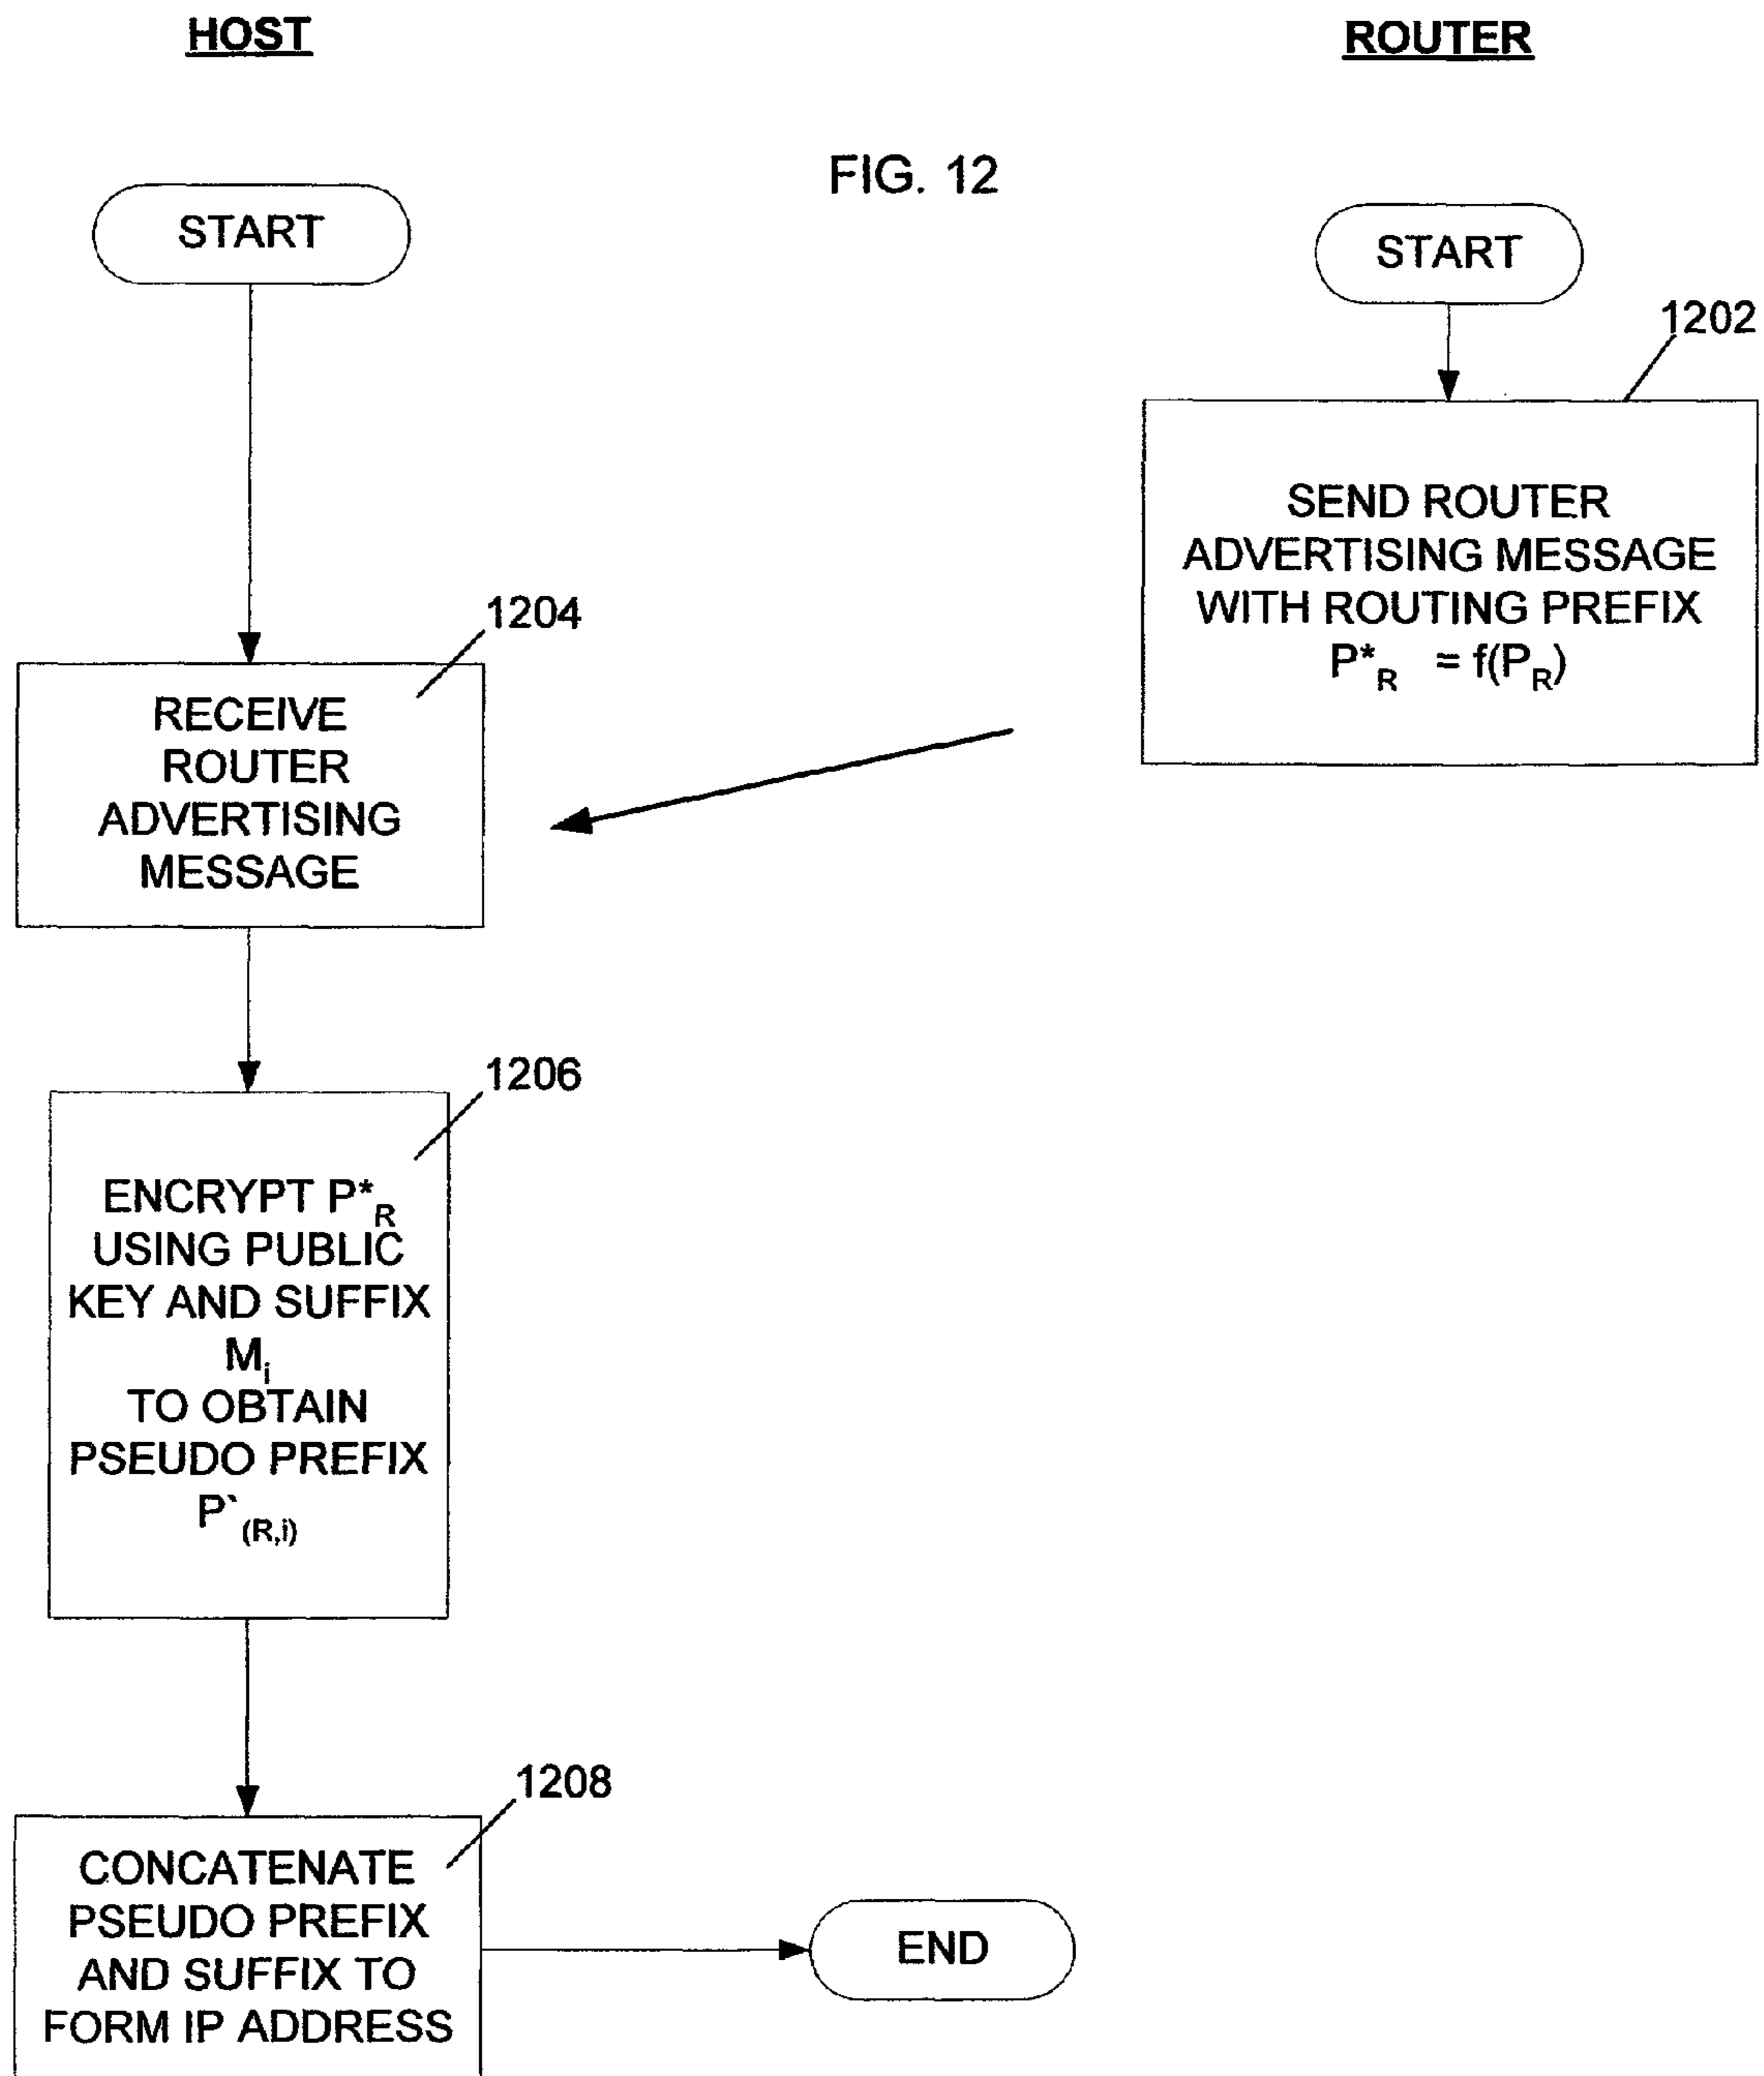 HOST
ROUTER
FIG. 12
START
START
1202
SEND ROUTER
ADVERTISING MESSAGE
WITH ROUTING PREFIX
P*R = f(PR)
1204
RECEIVE
ROUTER
ADVERTISING
MESSAGE
1206
ENCRYPT P*R
USING PUBLIC
KEY AND SUFFIX
Mi
TO OBTAIN
PSEUDO PREFIX
P`(R,i)
1208
CONCATENATE
PSEUDO PREFIX
AND SUFFIX TO
FORM IP ADDRESS
END